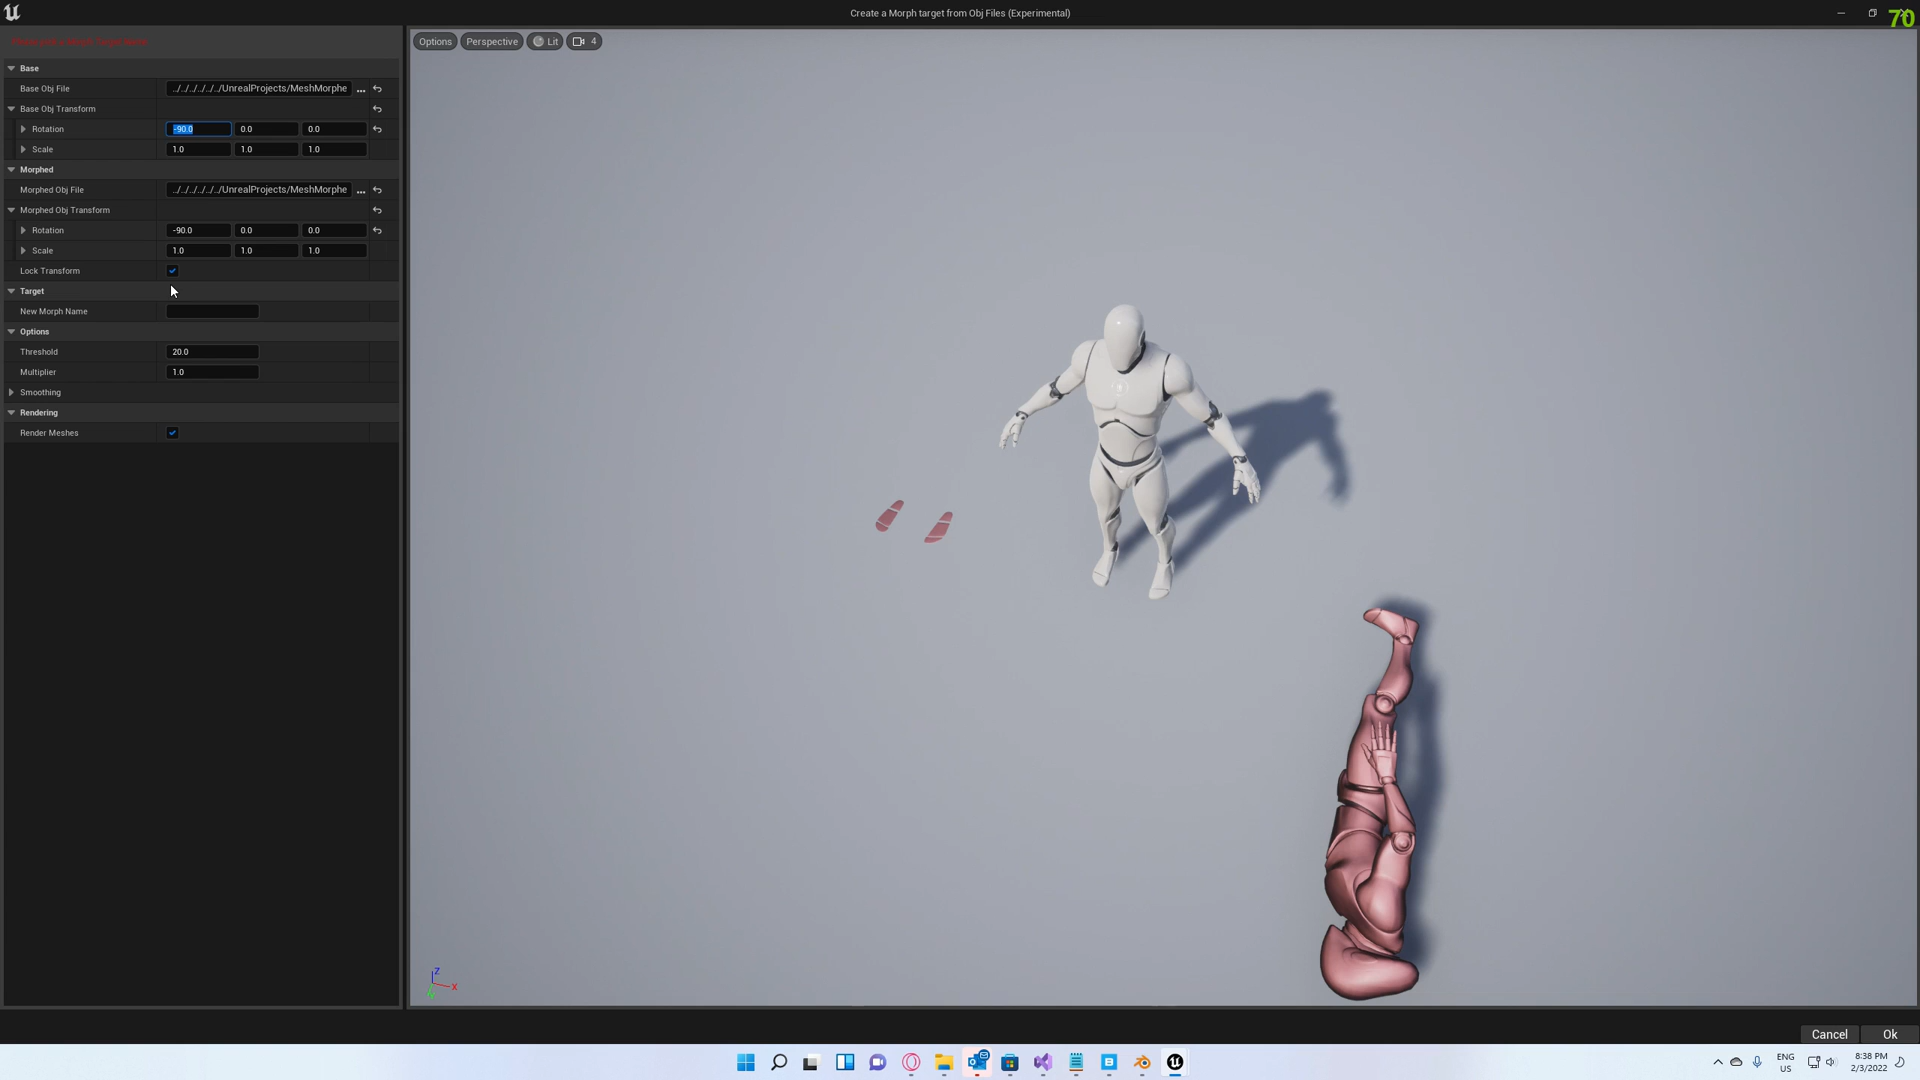 Create a Morph target from Obj Files (Experimental)
70
Options
Perspective
Lit
4
Base
Base Obj File
../../../../../../UnrealProjects/MeshMorphe
...
Base Obj Transform
Rotation
-90.0
0.0
0.0
Scale
1.0
1.0
1.0
Morphed
Morphed Obj File
../../../../../../UnrealProjects/MeshMorphe
...
Morphed Obj Transform
Rotation
-90.0
0.0
0.0
Scale
1.0
1.0
1.0
Lock Transform
Target
New Morph Name
Options
Threshold
20.0
Multiplier
1.0
Smoothing
Rendering
Render Meshes
Z
X
Cancel
Ok
ENG
US
8:38 PM
2/3/2022